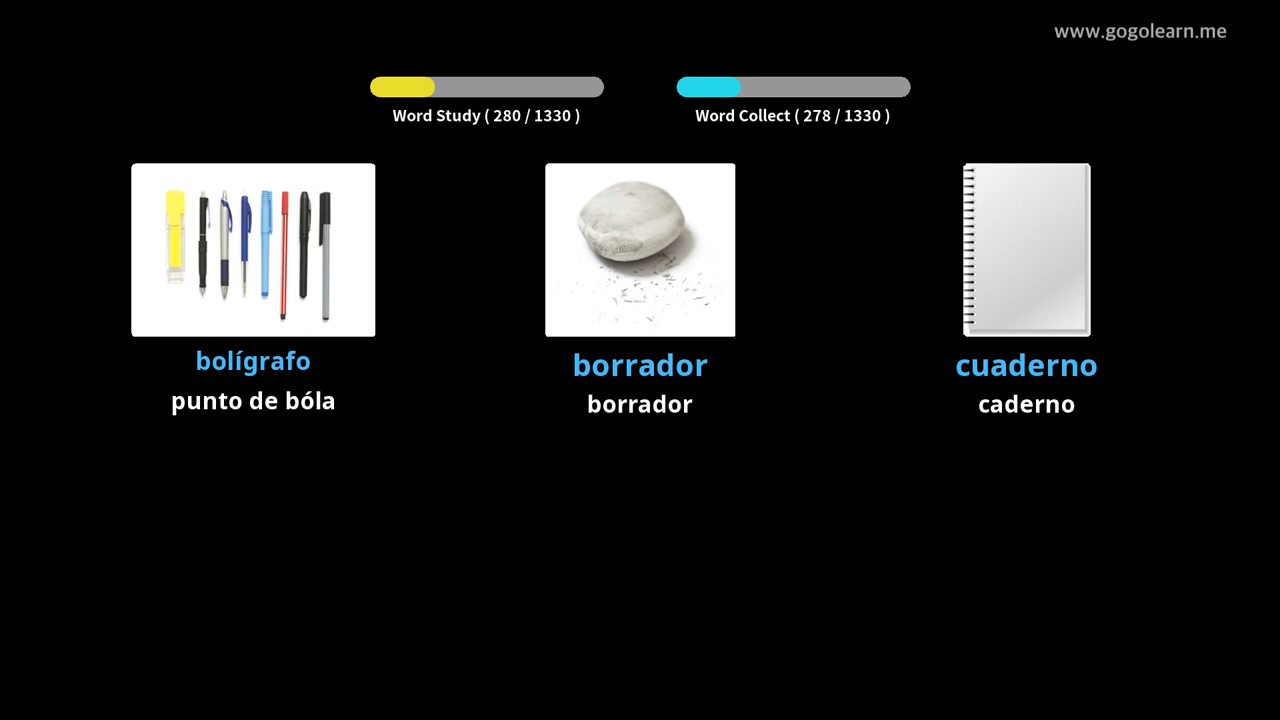 www.gogolearn.me
Word Study ( 280 / 1330 )
Word Collect ( 278 / 1330 )
bolígrafo
punto de bóla
borrador
borrador
cuaderno
caderno